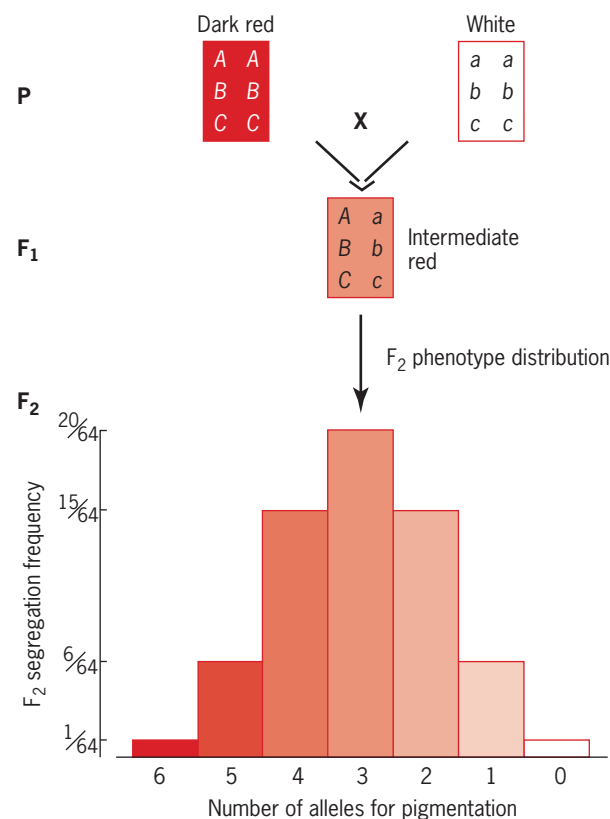 Dark red
White
P
A A
B B
C C
X
a a
b b
c c
F1
A a
B b
C c
Intermediate
red
F2 phenotype distribution
F2
F2 segregation frequency
20/64
15/64
6/64
1/64
6 5 4 3 2 1 0
Number of alleles for pigmentation